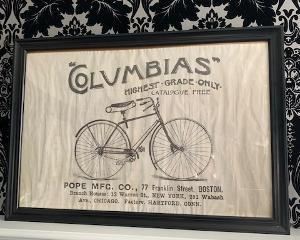 "COLUMBIAS"
HIGHEST-GRADE-ONLY.
CATALOGUE FREE
POPE MFG. CO., 77 Franklin Street, BOSTON.
Branch Houses: 12 Warren St., NEW YORK, 291 Wabash
Ave., CHICAGO. Factory, HARTFORD, CONN.